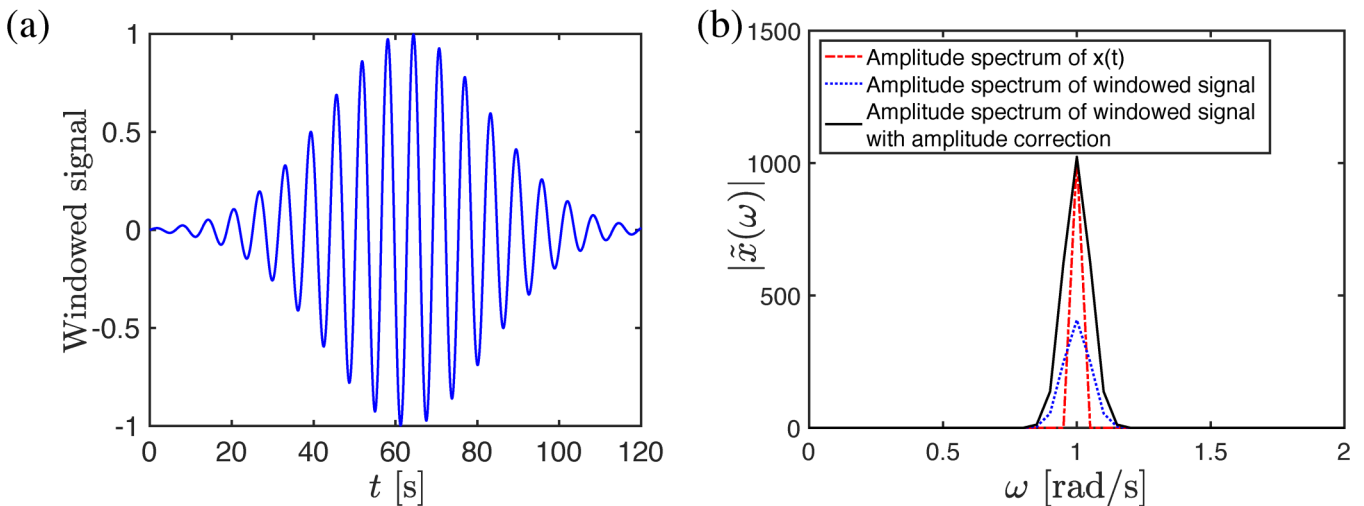 (a)
1
0.5
0
-0.5
-1
Windowed signal
0 20 40 60 80 100 120
t [s]
(b)
1500
1000
500
0
|x̃(ω)|
Amplitude spectrum of x(t)
Amplitude spectrum of windowed signal
Amplitude spectrum of windowed signal
with amplitude correction
0 0.5 1 1.5 2
ω [rad/s]